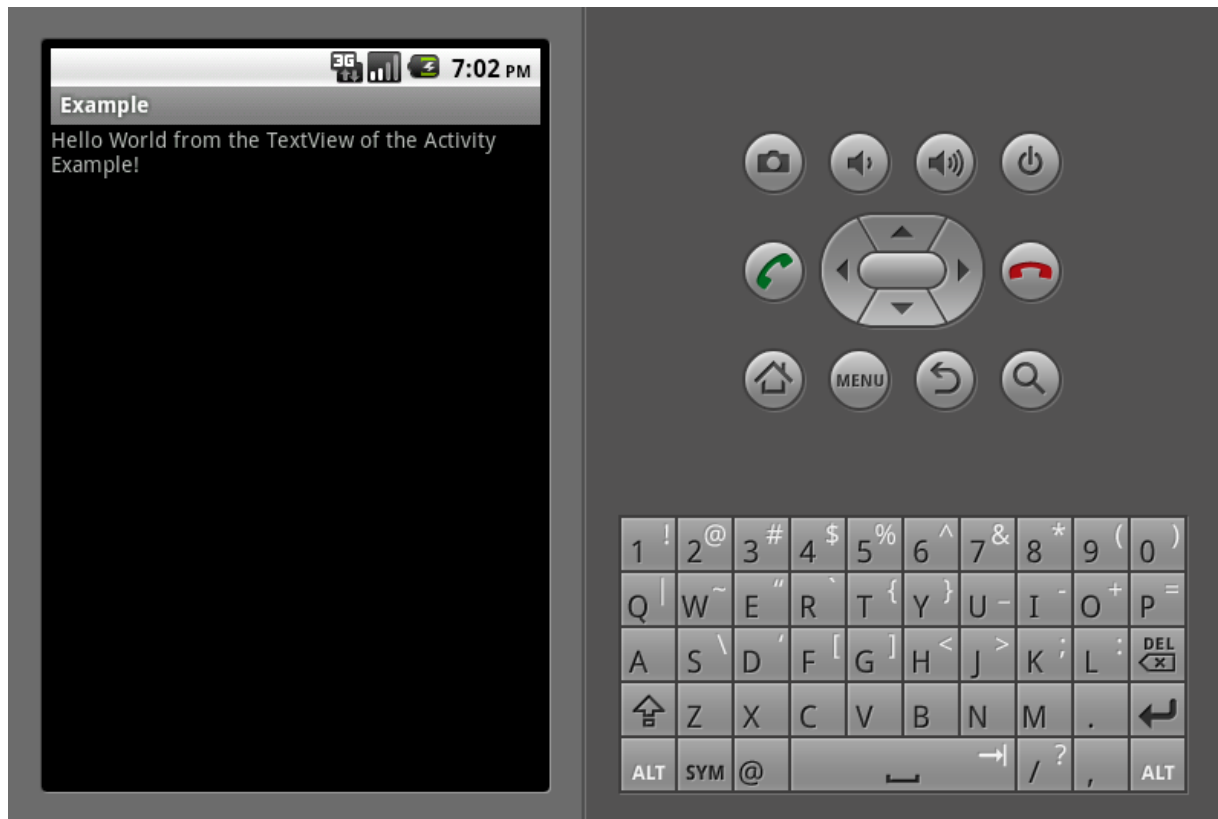 3G 7:02 PM
Example
Hello World from the TextView of the Activity
Example!
MENU
1 ! 2 @ 3 # 4 $ 5 % 6 ^ 7 & 8 * 9 ( 0 )
Q | W ~ E " R ` T { Y } U _ I - O + P =
A S \ D ' F [ G ] H < J > K ; L : DEL
Z X C V B N M .
ALT SYM @ / ? , ALT